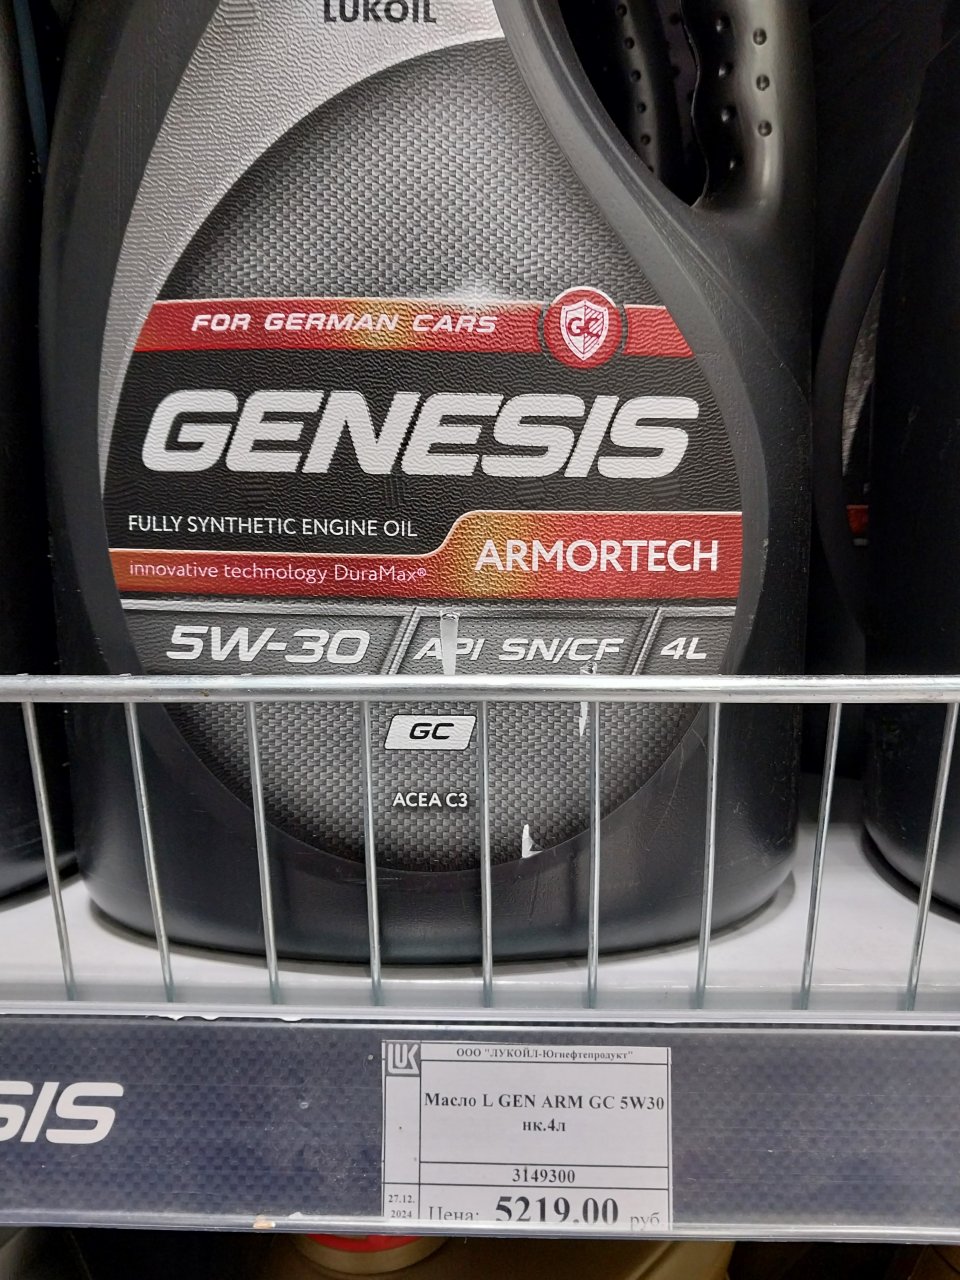 LUKOIL
FOR GERMAN CARS
GC
GENESIS
FULLY SYNTHETIC ENGINE OIL
ARMORTECH
innovative technology DuraMax®
5W-30 API SN/CF 4L
GC
ACEA C3
SIS
LUK
ООО "ЛУКОЙЛ-Югнефтепродукт"
Масло L GEN ARM GC 5W30
нк.4л
3149300
27.12.
2024
Цена: 5219.00 руб